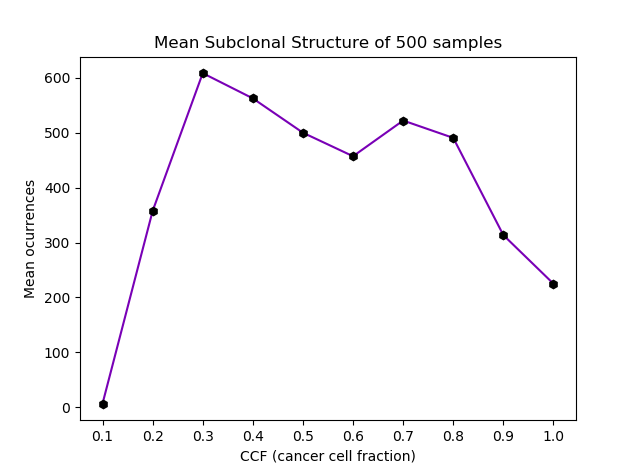 Mean Subclonal Structure of 500 samples
Mean ocurrences
600
500
400
300
200
100
0
0.1 0.2 0.3 0.4 0.5 0.6 0.7 0.8 0.9 1.0
CCF (cancer cell fraction)